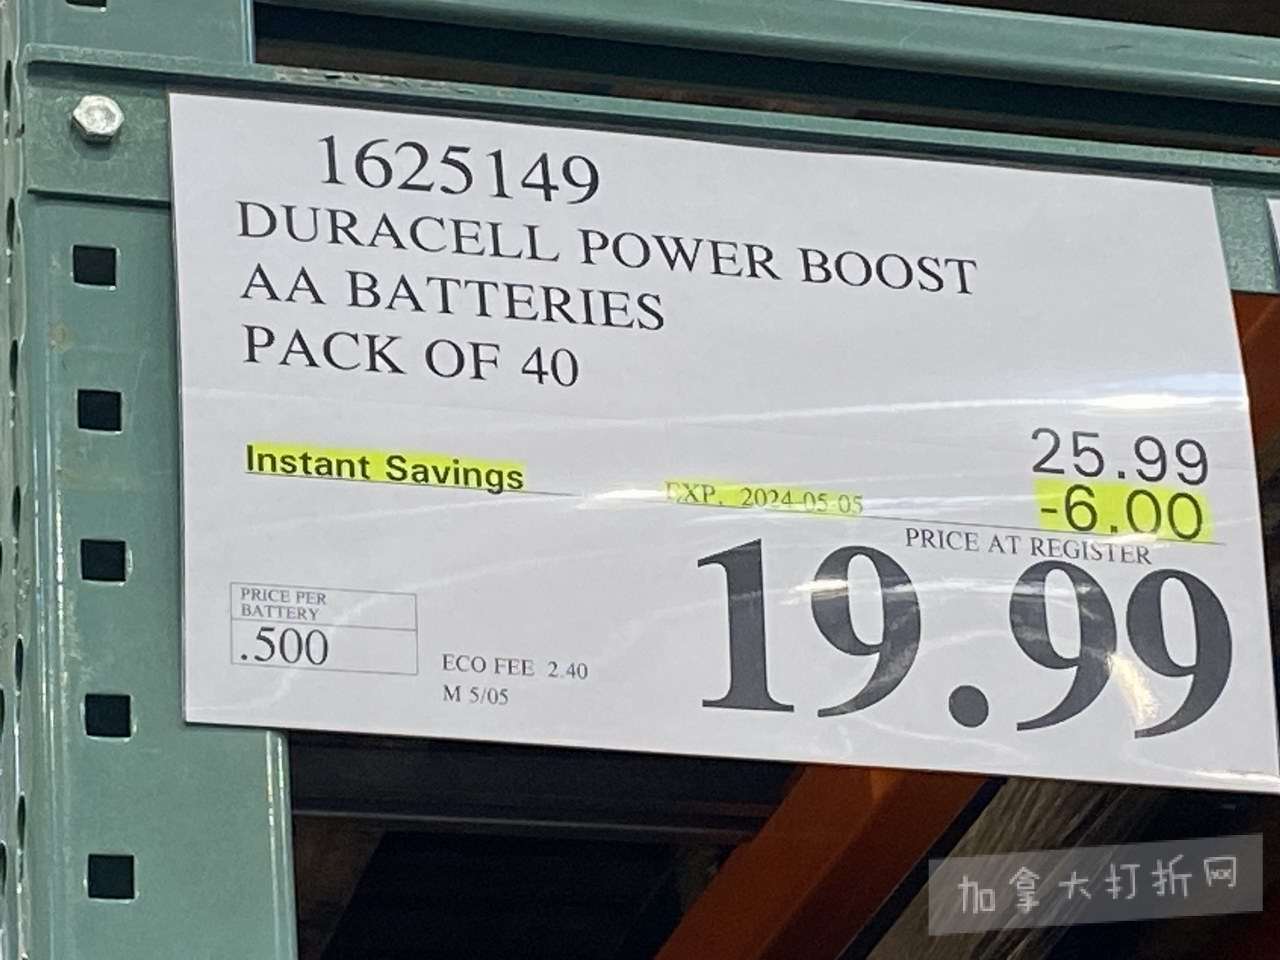 1625149
DURACELL POWER BOOST
AA BATTERIES
PACK OF 40
25.99
Instant Savings EXP. 2024-05-05 -6.00
PRICE AT REGISTER
19.99
PRICE PER
BATTERY
.500
ECO FEE 2.40
M 5/05
加拿大打折网